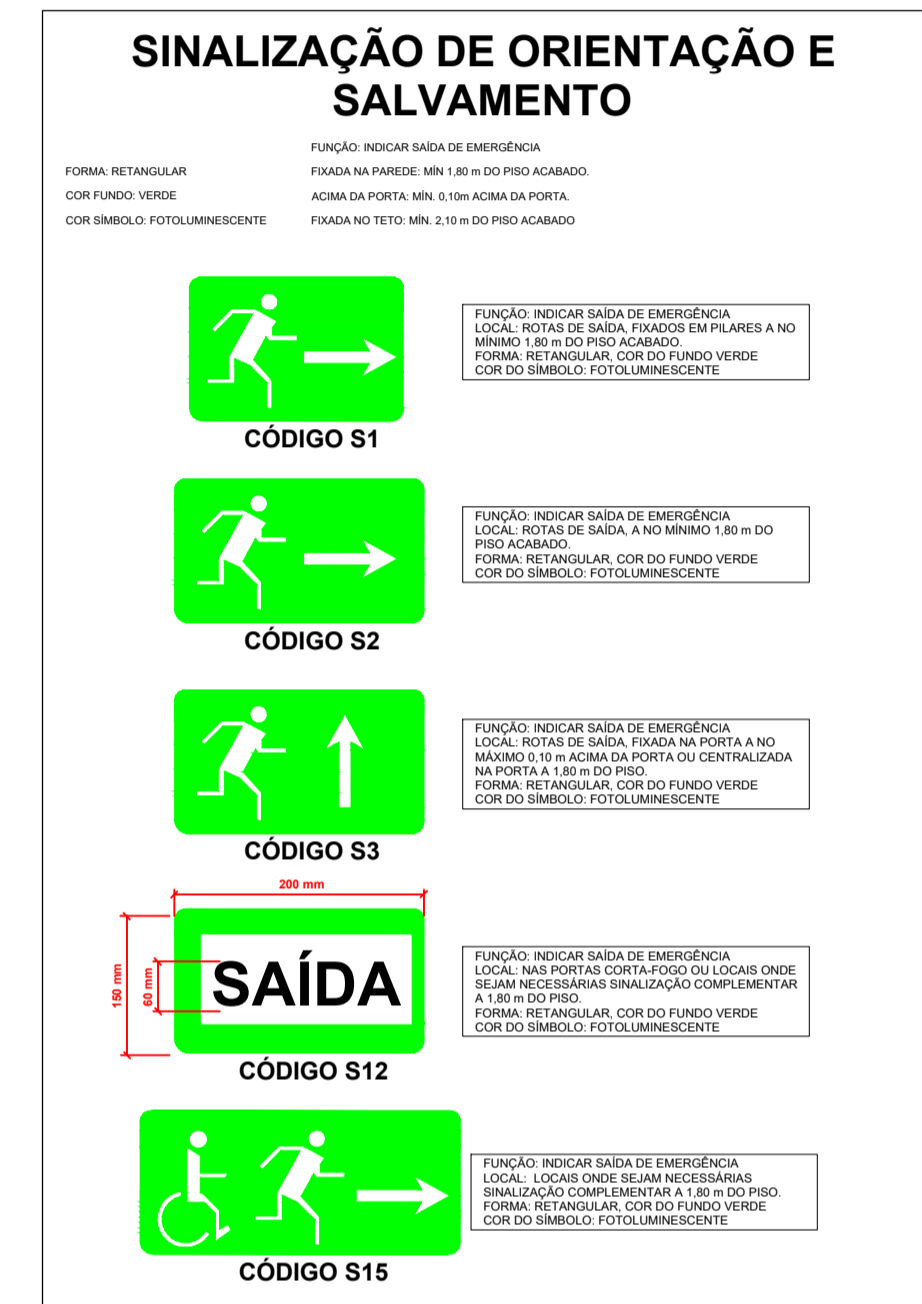 SINALIZAÇÃO DE ORIENTAÇÃO E
SALVAMENTO
FUNÇÃO: INDICAR SAÍDA DE EMERGÊNCIA
FORMA: RETANGULAR
FIXADA NA PAREDE: MÍN 1,80 m DO PISO ACABADO.
COR FUNDO: VERDE
ACIMA DA PORTA: MÍN. 0,10m ACIMA DA PORTA.
COR SÍMBOLO: FOTOLUMINESCENTE
FIXADA NO TETO: MÍN. 2,10 m DO PISO ACABADO
FUNÇÃO: INDICAR SAÍDA DE EMERGÊNCIA
LOCAL: ROTAS DE SAÍDA, FIXADOS EM PILARES A NO
MÍNIMO 1,80 m DO PISO ACABADO.
FORMA: RETANGULAR, COR DO FUNDO VERDE
COR DO SÍMBOLO: FOTOLUMINESCENTE
CÓDIGO S1
FUNÇÃO: INDICAR SAÍDA DE EMERGÊNCIA
LOCAL: ROTAS DE SAÍDA, A NO MÍNIMO 1,80 m DO
PISO ACABADO.
FORMA: RETANGULAR, COR DO FUNDO VERDE
COR DO SÍMBOLO: FOTOLUMINESCENTE
CÓDIGO S2
FUNÇÃO: INDICAR SAÍDA DE EMERGÊNCIA
LOCAL: ROTAS DE SAÍDA, FIXADA NA PORTA A NO
MÁXIMO 0,10 m ACIMA DA PORTA OU CENTRALIZADA
NA PORTA A 1,80 m DO PISO.
FORMA: RETANGULAR, COR DO FUNDO VERDE
COR DO SÍMBOLO: FOTOLUMINESCENTE
CÓDIGO S3
200 mm
150 mm
60 mm
SAÍDA
FUNÇÃO: INDICAR SAÍDA DE EMERGÊNCIA
LOCAL: NAS PORTAS CORTA-FOGO OU LOCAIS ONDE
SEJAM NECESSÁRIAS SINALIZAÇÃO COMPLEMENTAR
A 1,80 m DO PISO.
FORMA: RETANGULAR, COR DO FUNDO VERDE
COR DO SÍMBOLO: FOTOLUMINESCENTE
CÓDIGO S12
FUNÇÃO: INDICAR SAÍDA DE EMERGÊNCIA
LOCAL: LOCAIS ONDE SEJAM NECESSÁRIAS
SINALIZAÇÃO COMPLEMENTAR A 1,80 m DO PISO.
FORMA: RETANGULAR, COR DO FUNDO VERDE
COR DO SÍMBOLO: FOTOLUMINESCENTE
CÓDIGO S15